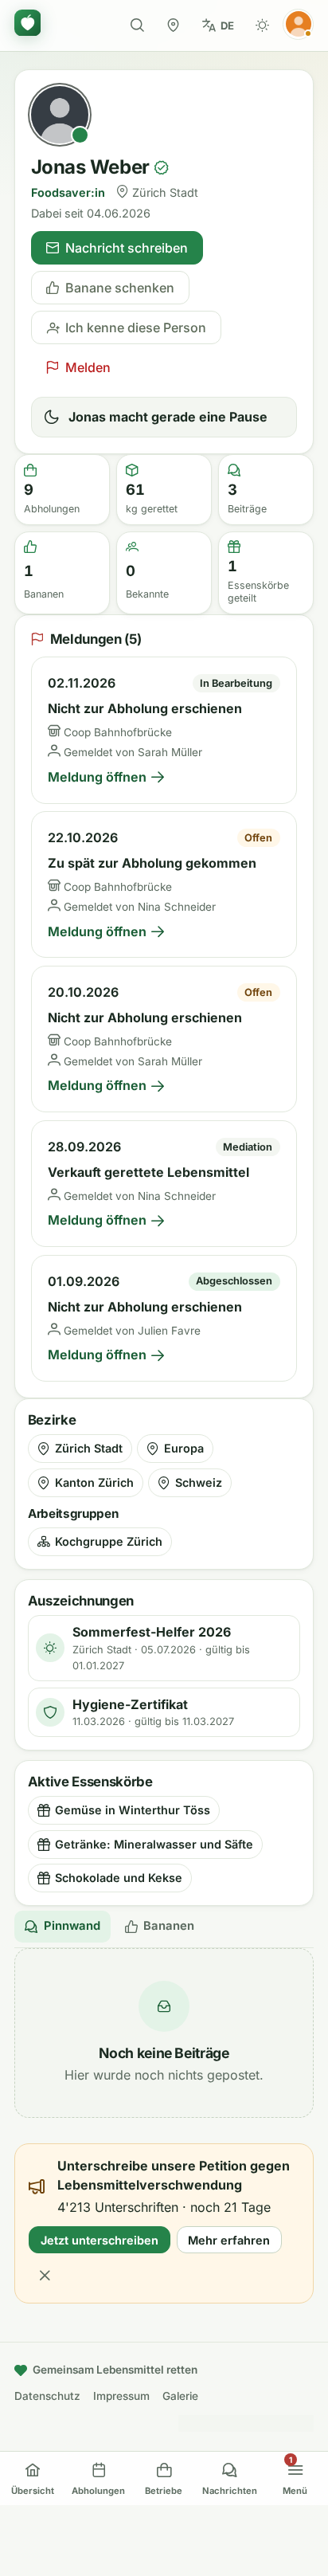 DE
Jonas Weber
Foodsaver:in Zürich Stadt
Dabei seit 04.06.2026
Nachricht schreiben
Banane schenken
Ich kenne diese Person
Melden
Jonas macht gerade eine Pause
9
Abholungen
61
kg gerettet
3
Beiträge
1
Bananen
0
Bekannte
1
Essenskörbe
geteilt
Meldungen (5)
02.11.2026 In Bearbeitung
Nicht zur Abholung erschienen
Coop Bahnhofbrücke
Gemeldet von Sarah Müller
Meldung öffnen
22.10.2026 Offen
Zu spät zur Abholung gekommen
Coop Bahnhofbrücke
Gemeldet von Nina Schneider
Meldung öffnen
20.10.2026 Offen
Nicht zur Abholung erschienen
Coop Bahnhofbrücke
Gemeldet von Sarah Müller
Meldung öffnen
28.09.2026 Mediation
Verkauft gerettete Lebensmittel
Gemeldet von Nina Schneider
Meldung öffnen
01.09.2026 Abgeschlossen
Nicht zur Abholung erschienen
Gemeldet von Julien Favre
Meldung öffnen
Bezirke
Zürich Stadt Europa
Kanton Zürich Schweiz
Arbeitsgruppen
Kochgruppe Zürich
Auszeichnungen
Sommerfest-Helfer 2026
Zürich Stadt · 05.07.2026 · gültig bis
01.01.2027
Hygiene-Zertifikat
11.03.2026 · gültig bis 11.03.2027
Aktive Essenskörbe
Gemüse in Winterthur Töss
Getränke: Mineralwasser und Säfte
Schokolade und Kekse
Pinnwand Bananen
Noch keine Beiträge
Hier wurde noch nichts gepostet.
Unterschreibe unsere Petition gegen
Lebensmittelverschwendung
4'213 Unterschriften · noch 21 Tage
Jetzt unterschreiben Mehr erfahren
Gemeinsam Lebensmittel retten
Datenschutz Impressum Galerie
1
Übersicht Abholungen Betriebe Nachrichten Menü